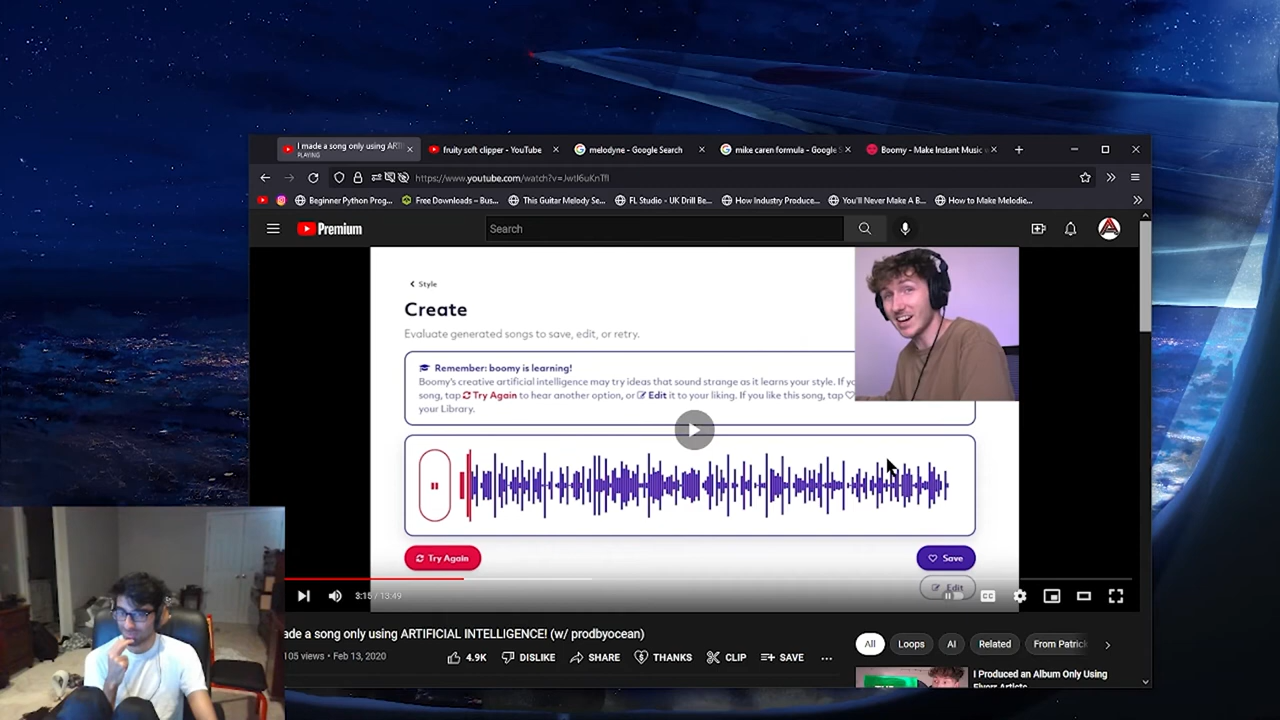 I made a song only using ARTI
PLAYING
fruity soft clipper - YouTube
melodyne - Google Search
mike caren formula - Google S
Boomy - Make Instant Music w
https://www.youtube.com/watch?v=JwtI6uKnTfI
Beginner Python Prog...
Free Downloads – Bus...
This Guitar Melody Se...
FL Studio - UK Drill Be...
How Industry Produce...
You'll Never Make A B...
How to Make Melodie...
Premium
Search
Style
Create
Evaluate generated songs to save, edit, or retry.
Remember: boomy is learning!
Boomy's creative artificial intelligence may try ideas that sound strange as it learns your style. If yo
song, tap Try Again to hear another option, or Edit it to your liking. If you like this song, tap
your Library.
Try Again
Save
Edit
3:15 / 13:49
CC
ade a song only using ARTIFICIAL INTELLIGENCE! (w/ prodbyocean)
105 views • Feb 13, 2020
4.9K
DISLIKE
SHARE
THANKS
CLIP
SAVE
All
Loops
AI
Related
From Patrick
I Produced an Album Only Using
Fiverr Artists